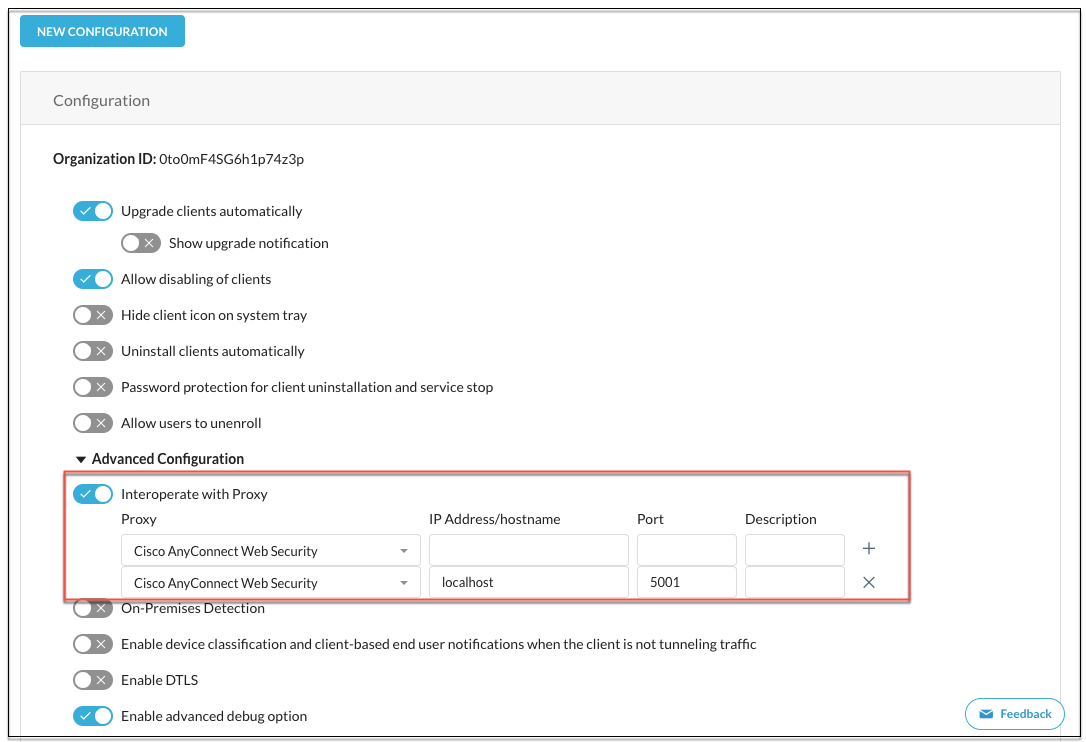 NEW CONFIGURATION
Configuration
Organization ID: 0to0mF4SG6h1p74z3p
Upgrade clients automatically
Show upgrade notification
Allow disabling of clients
Hide client icon on system tray
Uninstall clients automatically
Password protection for client uninstallation and service stop
Allow users to unenroll
Advanced Configuration
Interoperate with Proxy
Proxy IP Address/hostname Port Description
Cisco AnyConnect Web Security
Cisco AnyConnect Web Security localhost 5001
On-Premises Detection
Enable device classification and client-based end user notifications when the client is not tunneling traffic
Enable DTLS
Enable advanced debug option
Feedback